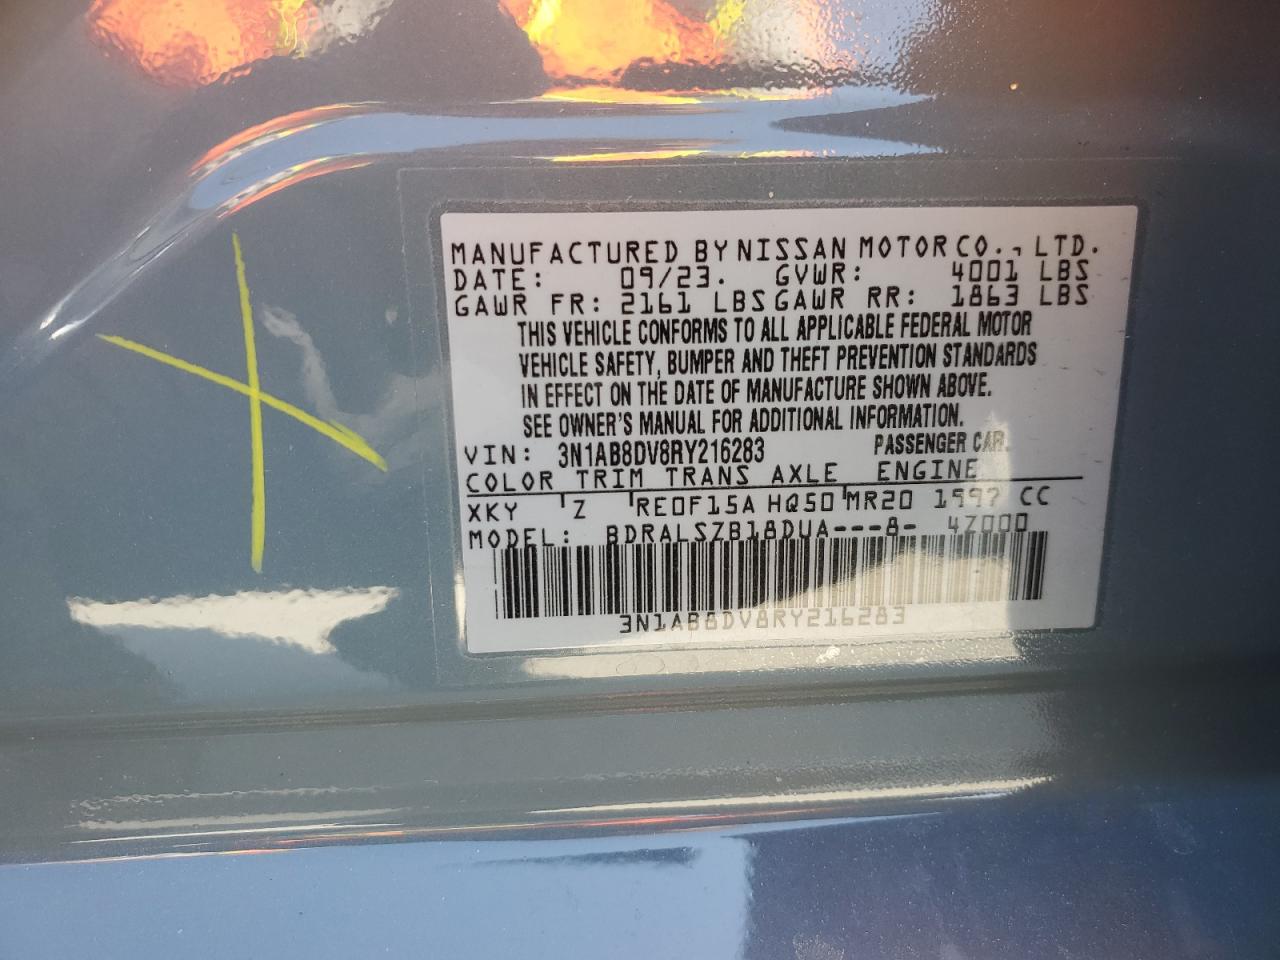 MANUFACTURED BY NISSAN MOTOR CO., LTD.
DATE: 09/23. GVWR: 4001 LBS
GAWR FR: 2161 LBS GAWR RR: 1863 LBS
THIS VEHICLE CONFORMS TO ALL APPLICABLE FEDERAL MOTOR
VEHICLE SAFETY, BUMPER AND THEFT PREVENTION STANDARDS
IN EFFECT ON THE DATE OF MANUFACTURE SHOWN ABOVE.
SEE OWNER'S MANUAL FOR ADDITIONAL INFORMATION.
VIN: 3N1AB8DV8RY216283 PASSENGER CAR.
COLOR TRIM TRANS AXLE ENGINE
XKY Z RE0F15A HQ50 MR20 1997 CC
MODEL: BDRALSZB18DUA---8- 4Z000
3N1AB8DV8RY216283